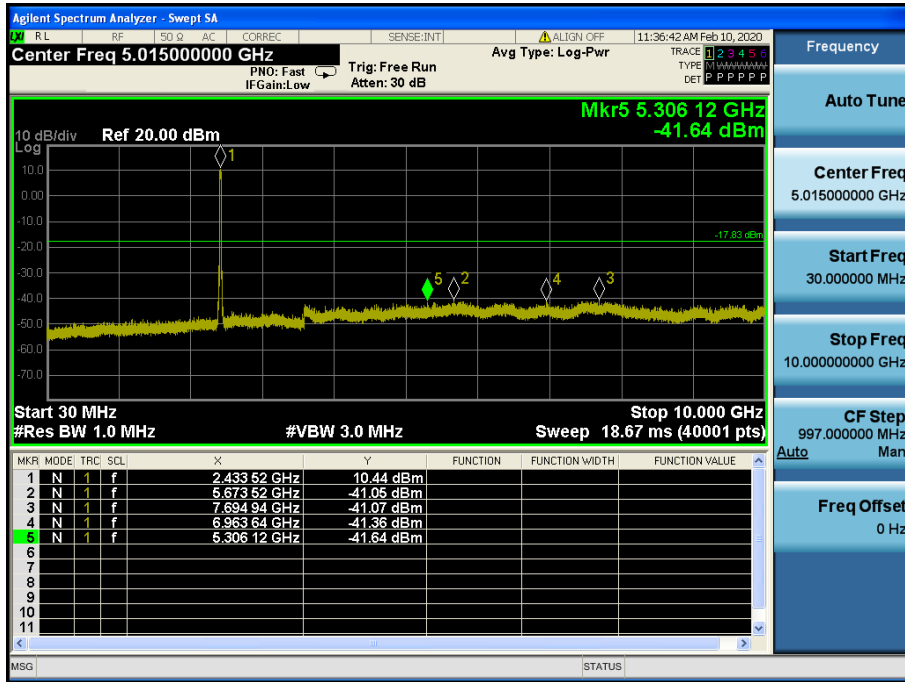 Agilent Spectrum Analyzer - Swept SA
LXI RL RF 50 Ω AC CORREC SENSE:INT ALIGN OFF 11:36:42 AM Feb 10, 2020
Center Freq 5.015000000 GHz
PNO: Fast
IFGain:Low
Trig: Free Run
Atten: 30 dB
Avg Type: Log-Pwr
TRACE 1 2 3 4 5 6
TYPE M WWWWW
DET P P P P P P
Mkr5 5.306 12 GHz
-41.64 dBm
10 dB/div Ref 20.00 dBm
Log
1
10.0
0.00
-10.0
-17.83 dBm
-20.0
-30.0
5 2 4 3
-40.0
-50.0
-60.0
-70.0
Start 30 MHz Stop 10.000 GHz
#Res BW 1.0 MHz #VBW 3.0 MHz Sweep 18.67 ms (40001 pts)
MKR MODE TRC SCL X Y FUNCTION FUNCTION WIDTH FUNCTION VALUE
1 N 1 f 2.433 52 GHz 10.44 dBm
2 N 1 f 5.673 52 GHz -41.05 dBm
3 N 1 f 7.694 94 GHz -41.07 dBm
4 N 1 f 6.963 64 GHz -41.36 dBm
5 N 1 f 5.306 12 GHz -41.64 dBm
6
7
8
9
10
11
MSG STATUS
Frequency
Auto Tune
Center Freq
5.015000000 GHz
Start Freq
30.000000 MHz
Stop Freq
10.000000000 GHz
CF Step
997.000000 MHz
Auto Man
Freq Offset
0 Hz